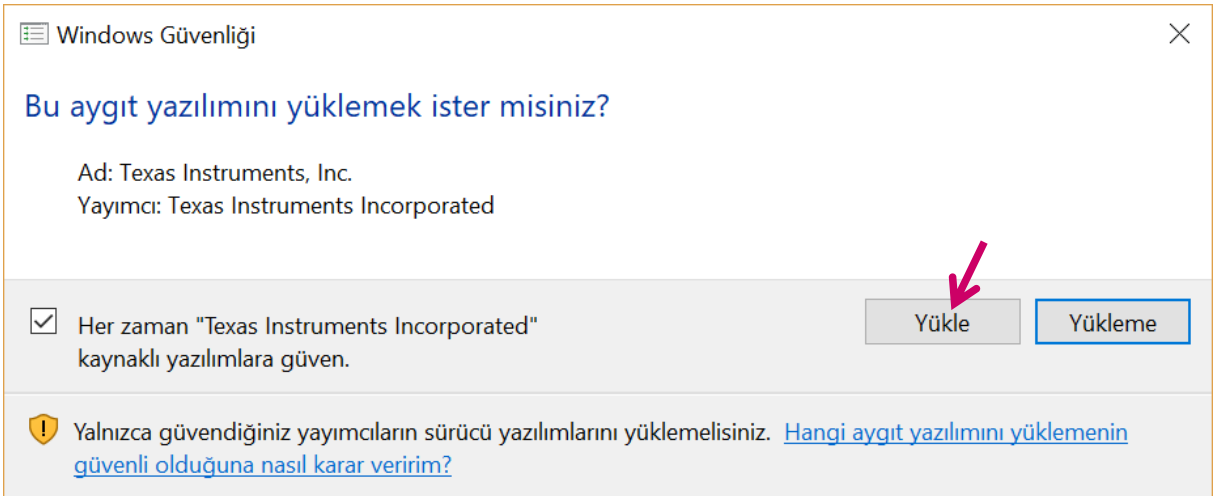 Windows Güvenliği
Bu aygıt yazılımını yüklemek ister misiniz?
Ad: Texas Instruments, Inc.
Yayımcı: Texas Instruments Incorporated
Her zaman "Texas Instruments Incorporated"
kaynaklı yazılımlara güven.
Yükle
Yükleme
Yalnızca güvendiğiniz yayımcıların sürücü yazılımlarını yüklemelisiniz. Hangi aygıt yazılımını yüklemenin
güvenli olduğuna nasıl karar veririm?